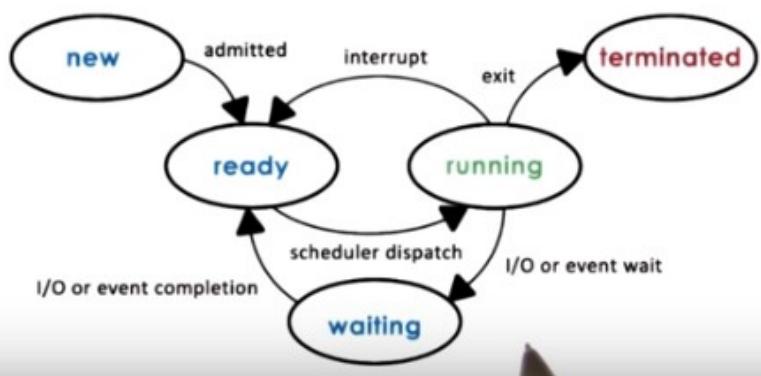 new
admitted
interrupt
exit
terminated
ready
running
scheduler dispatch
I/O or event wait
I/O or event completion
waiting